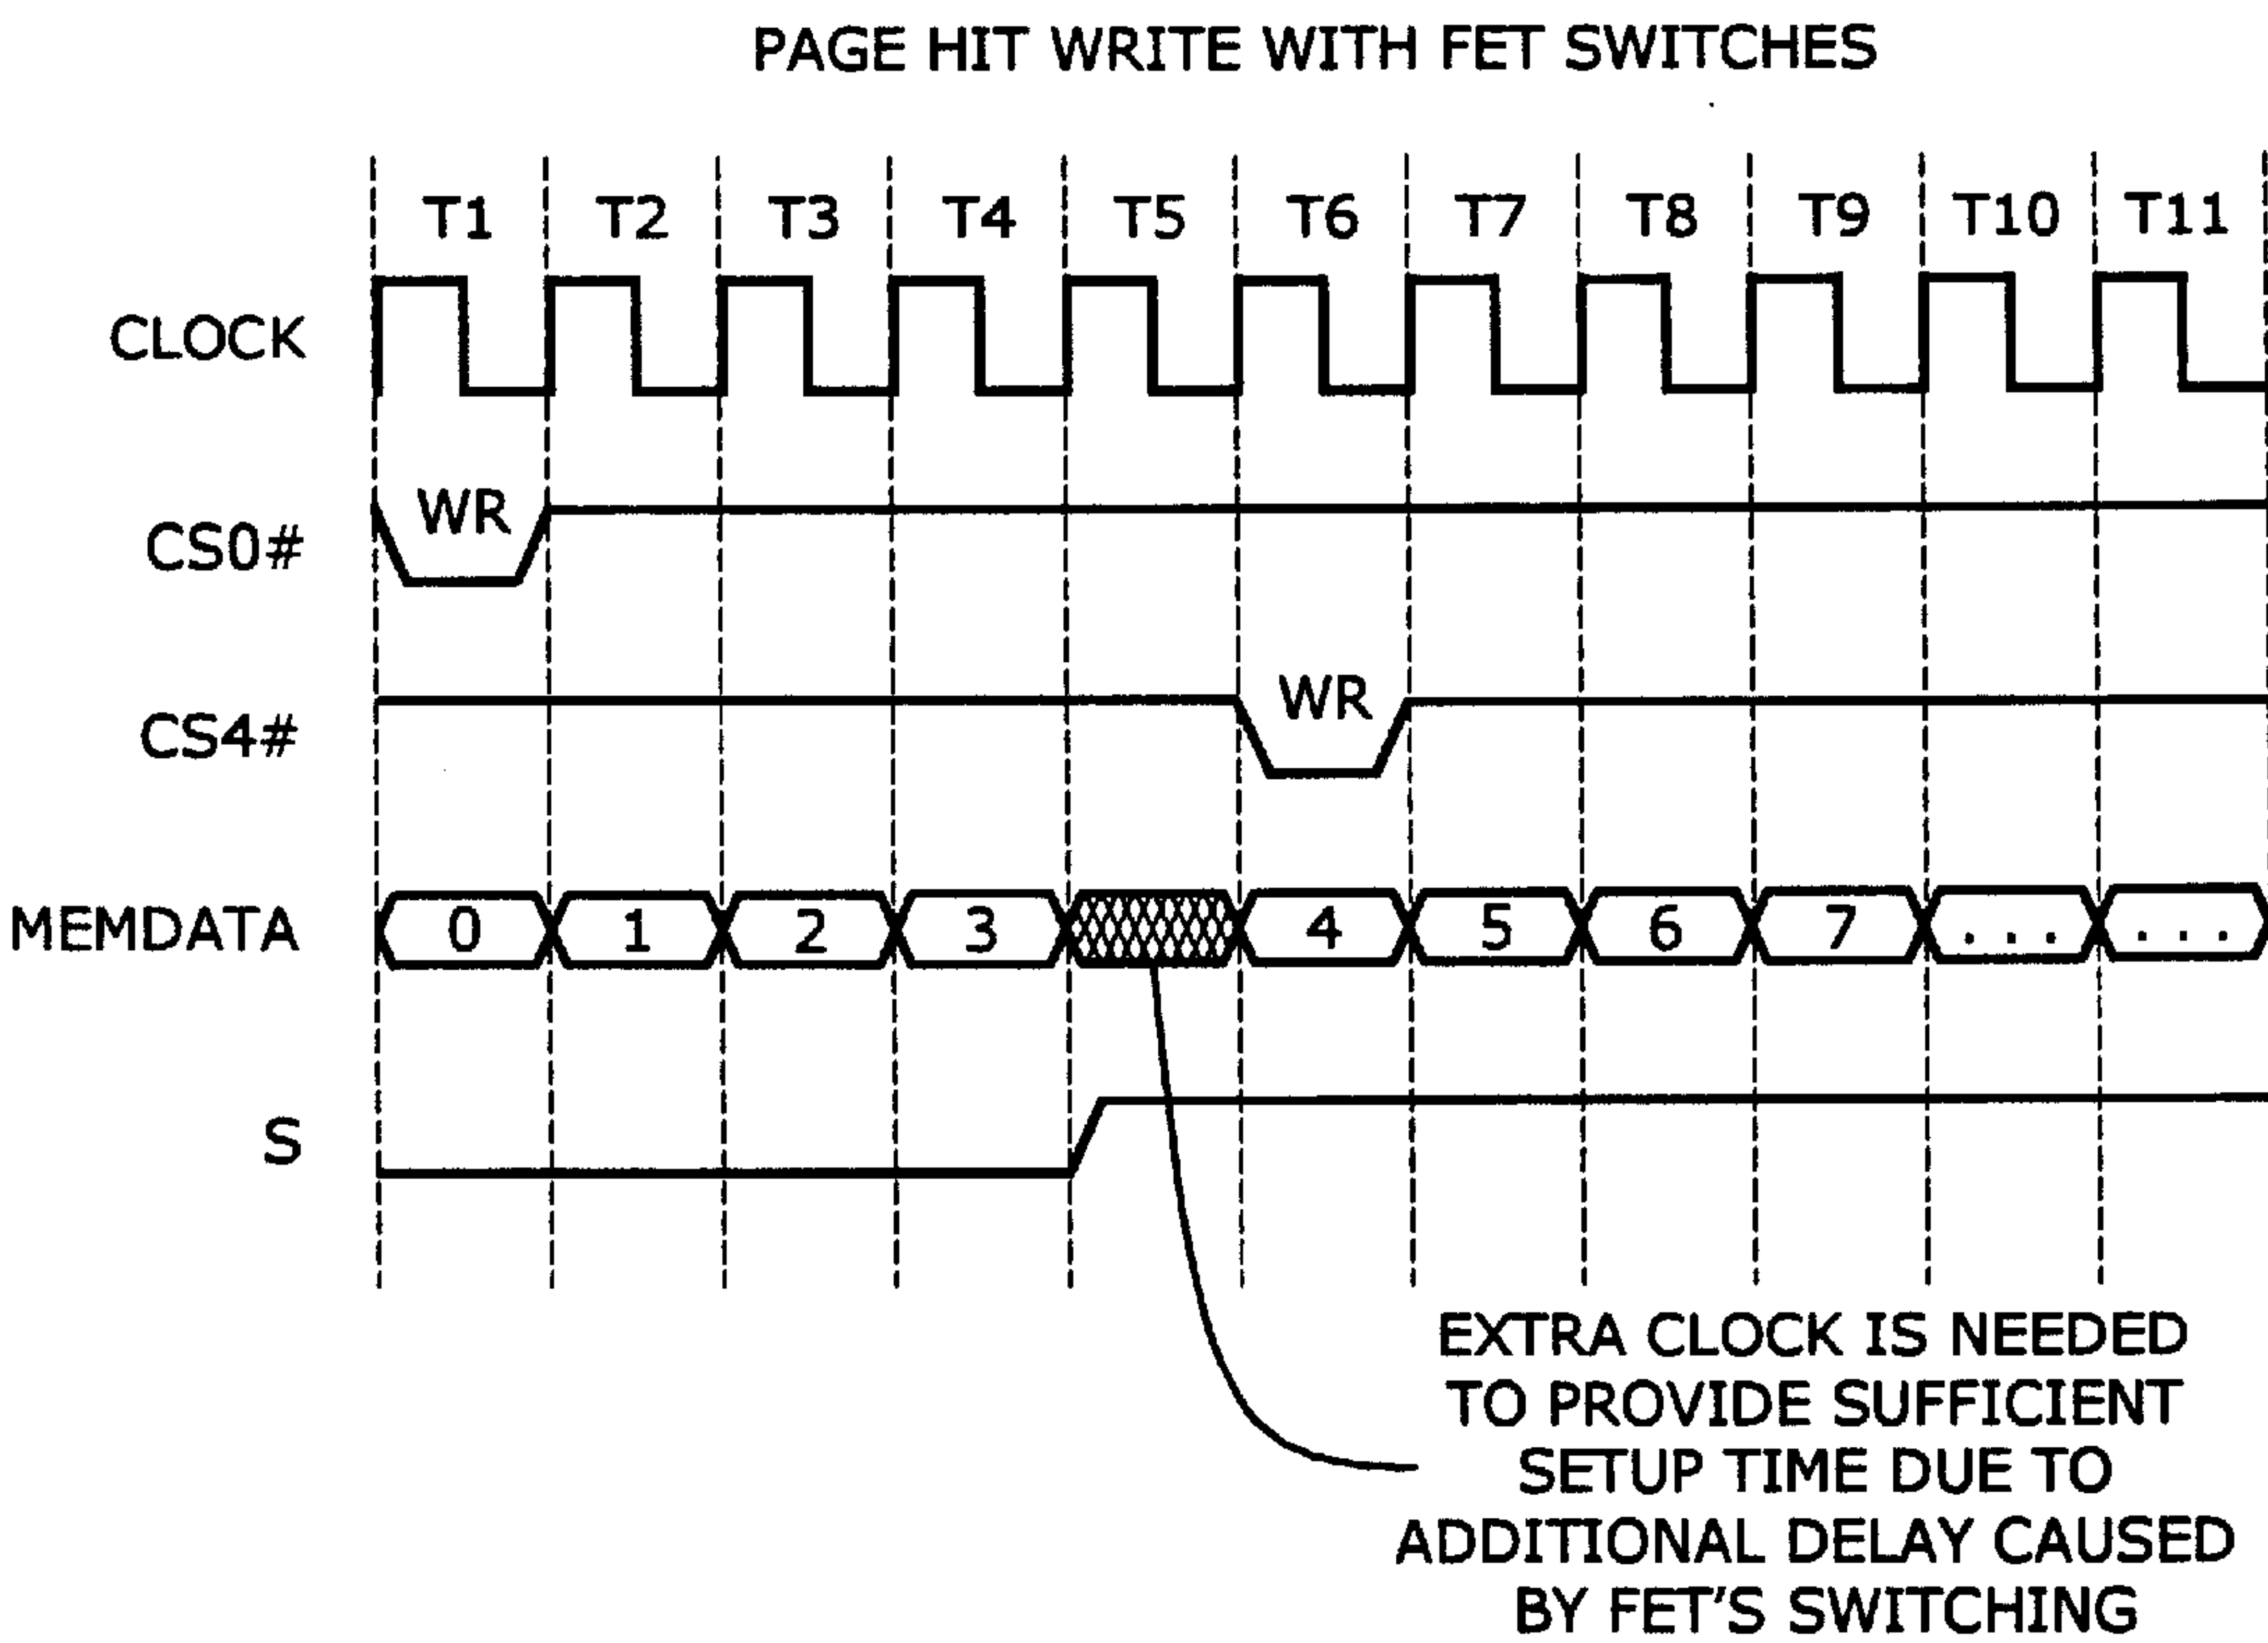 PAGE HIT WRITE WITH FET SWITCHES
T1 T2 T3 T4 T5 T6 T7 T8 T9 T10 T11
CLOCK
WR
CS0#
WR
CS4#
MEMDATA 0 1 2 3 4 5 6 7 ... ...
S
EXTRA CLOCK IS NEEDED
TO PROVIDE SUFFICIENT
SETUP TIME DUE TO
ADDITIONAL DELAY CAUSED
BY FET'S SWITCHING